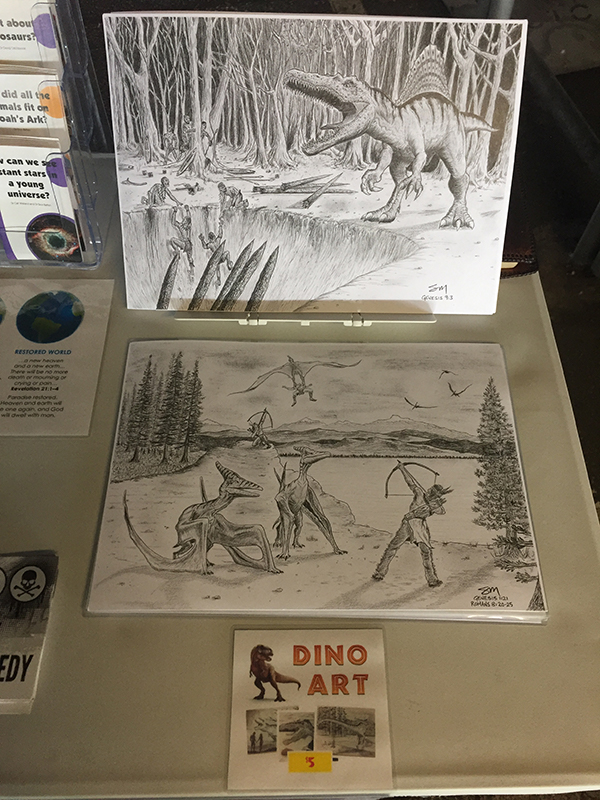 t about
osaurs?
did all the
mals fit on
oah's Ark?
w can we see
stant stars in
a young
universe?
SM
GENESIS 9:3
RESTORED WORLD
...a new heaven
and a new earth...
There will be no more
death or mourning or
crying or pain...
Revelation 21:1-4
Paradise restored.
Heaven and earth will
be one again, and God
will dwell with man.
SM
GENESIS 1:21
ROMANS 8:20-25
EDY
DINO
ART
$5